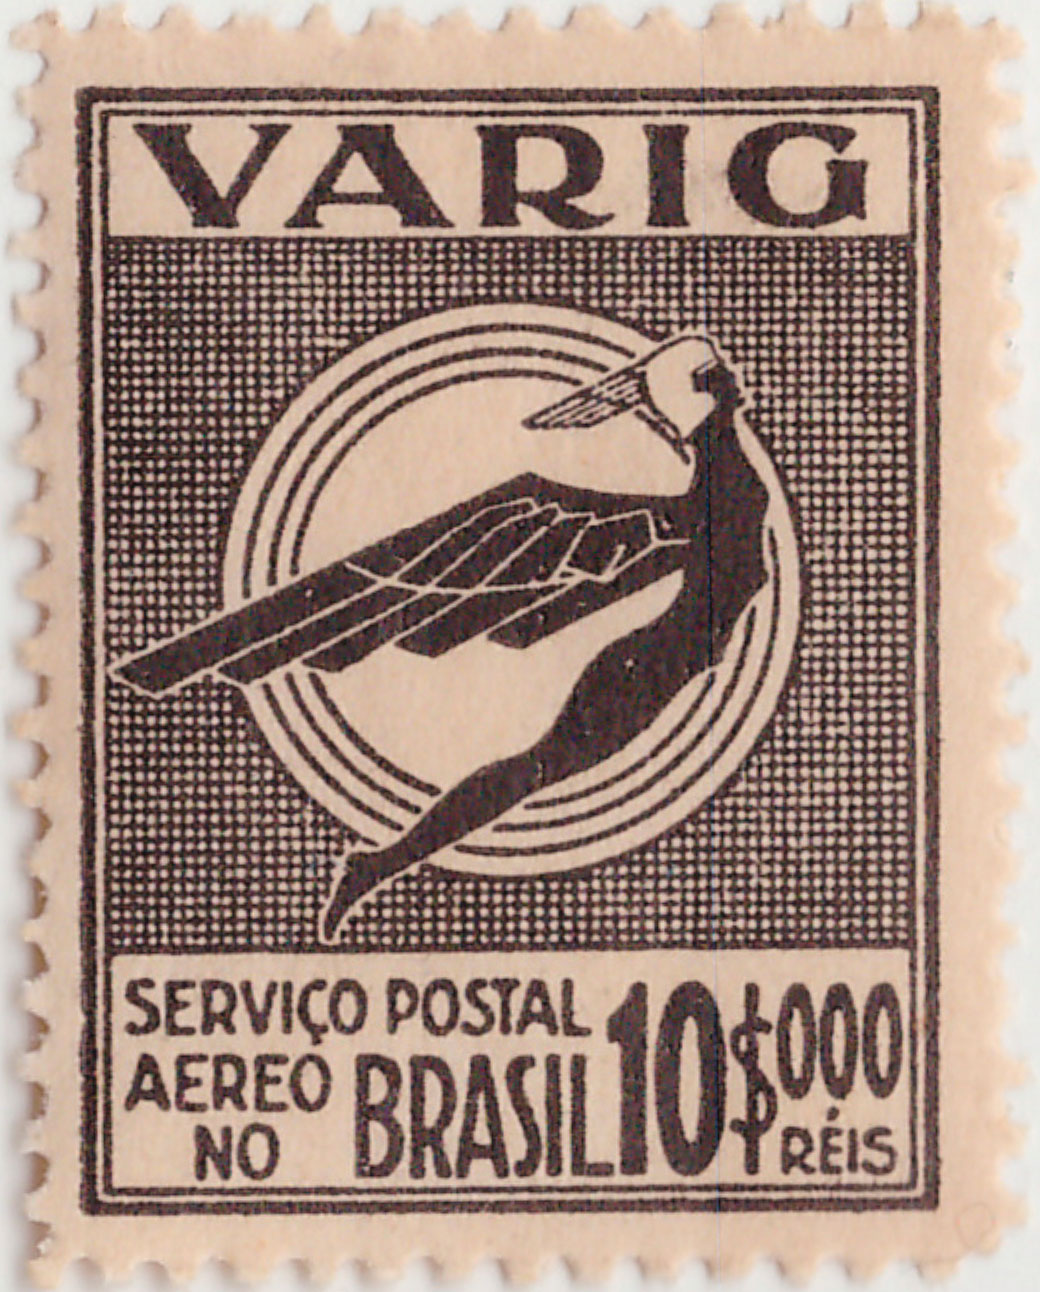 VARIG
SERVIÇO POSTAL
AEREO
NO BRASIL 10$000
RÉIS